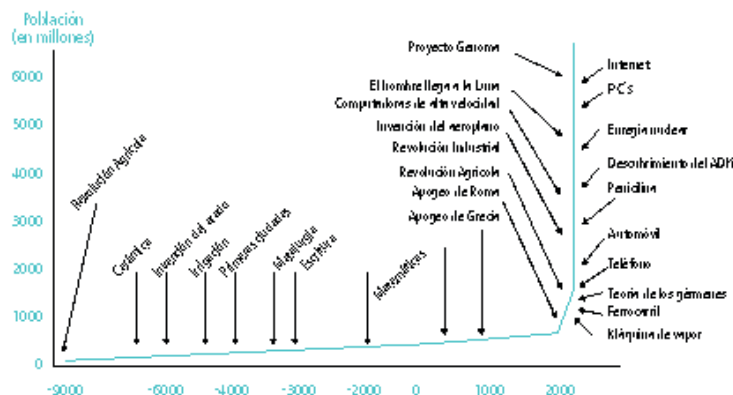 Población
(en millones)
6000
5000
4000
3000
2000
1000
0
-9000
-6000
-4000
-3000
-2000
0
1000
2000
Revolución Agrícola
Cerámica
Invención del arado
Irrigación
Primeras ciudades
Metalurgia
Escritura
Matemáticas
Proyecto Genoma
El hombre llega a la Luna
Computadoras de alta velocidad
Invención del aeroplano
Revolución Industrial
Revolución Agrícola
Apogeo de Roma
Apogeo de Grecia
Internet
PC's
Energía nuclear
Descubrimiento del ADN
Penicilina
Automóvil
Teléfono
Teoría de los gérmenes
Ferrocarril
Máquina de vapor